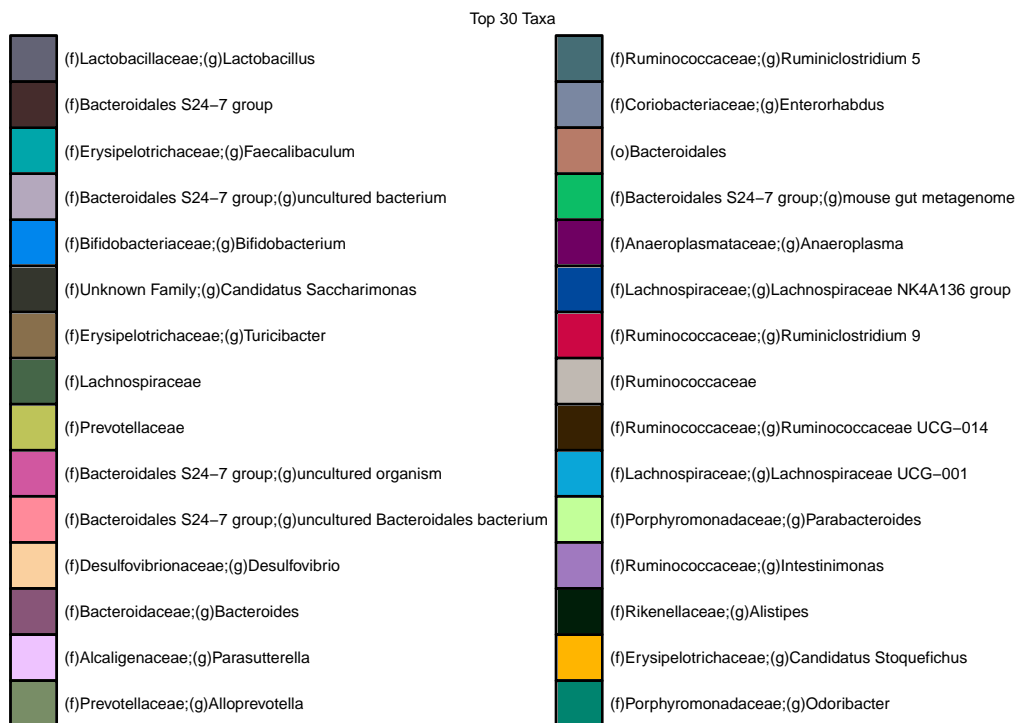 Top 30 Taxa
(f)Lactobacillaceae;(g)Lactobacillus
(f)Bacteroidales S24−7 group
(f)Erysipelotrichaceae;(g)Faecalibaculum
(f)Bacteroidales S24−7 group;(g)uncultured bacterium
(f)Bifidobacteriaceae;(g)Bifidobacterium
(f)Unknown Family;(g)Candidatus Saccharimonas
(f)Erysipelotrichaceae;(g)Turicibacter
(f)Lachnospiraceae
(f)Prevotellaceae
(f)Bacteroidales S24−7 group;(g)uncultured organism
(f)Bacteroidales S24−7 group;(g)uncultured Bacteroidales bacterium
(f)Desulfovibrionaceae;(g)Desulfovibrio
(f)Bacteroidaceae;(g)Bacteroides
(f)Alcaligenaceae;(g)Parasutterella
(f)Prevotellaceae;(g)Alloprevotella
(f)Ruminococcaceae;(g)Ruminiclostridium 5
(f)Coriobacteriaceae;(g)Enterorhabdus
(o)Bacteroidales
(f)Bacteroidales S24−7 group;(g)mouse gut metagenome
(f)Anaeroplasmataceae;(g)Anaeroplasma
(f)Lachnospiraceae;(g)Lachnospiraceae NK4A136 group
(f)Ruminococcaceae;(g)Ruminiclostridium 9
(f)Ruminococcaceae
(f)Ruminococcaceae;(g)Ruminococcaceae UCG−014
(f)Lachnospiraceae;(g)Lachnospiraceae UCG−001
(f)Porphyromonadaceae;(g)Parabacteroides
(f)Ruminococcaceae;(g)Intestinimonas
(f)Rikenellaceae;(g)Alistipes
(f)Erysipelotrichaceae;(g)Candidatus Stoquefichus
(f)Porphyromonadaceae;(g)Odoribacter